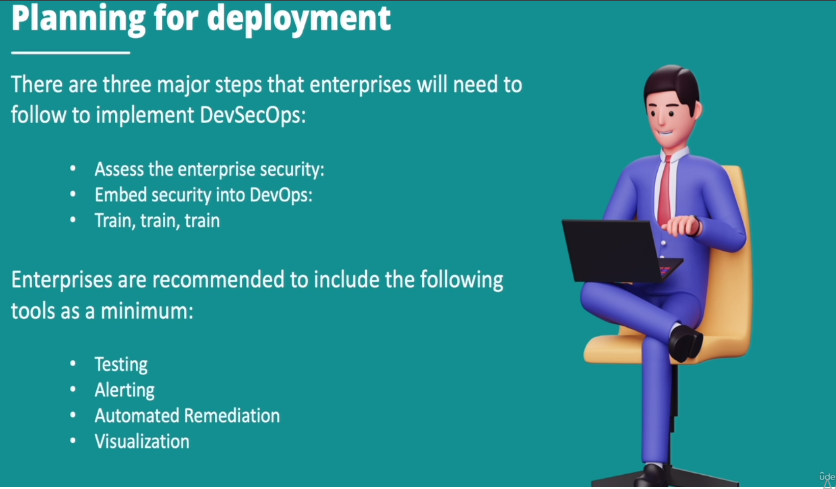 Planning for deployment
There are three major steps that enterprises will need to
follow to implement DevSecOps:
• Assess the enterprise security:
• Embed security into DevOps:
• Train, train, train
Enterprises are recommended to include the following
tools as a minimum:
• Testing
• Alerting
• Automated Remediation
• Visualization